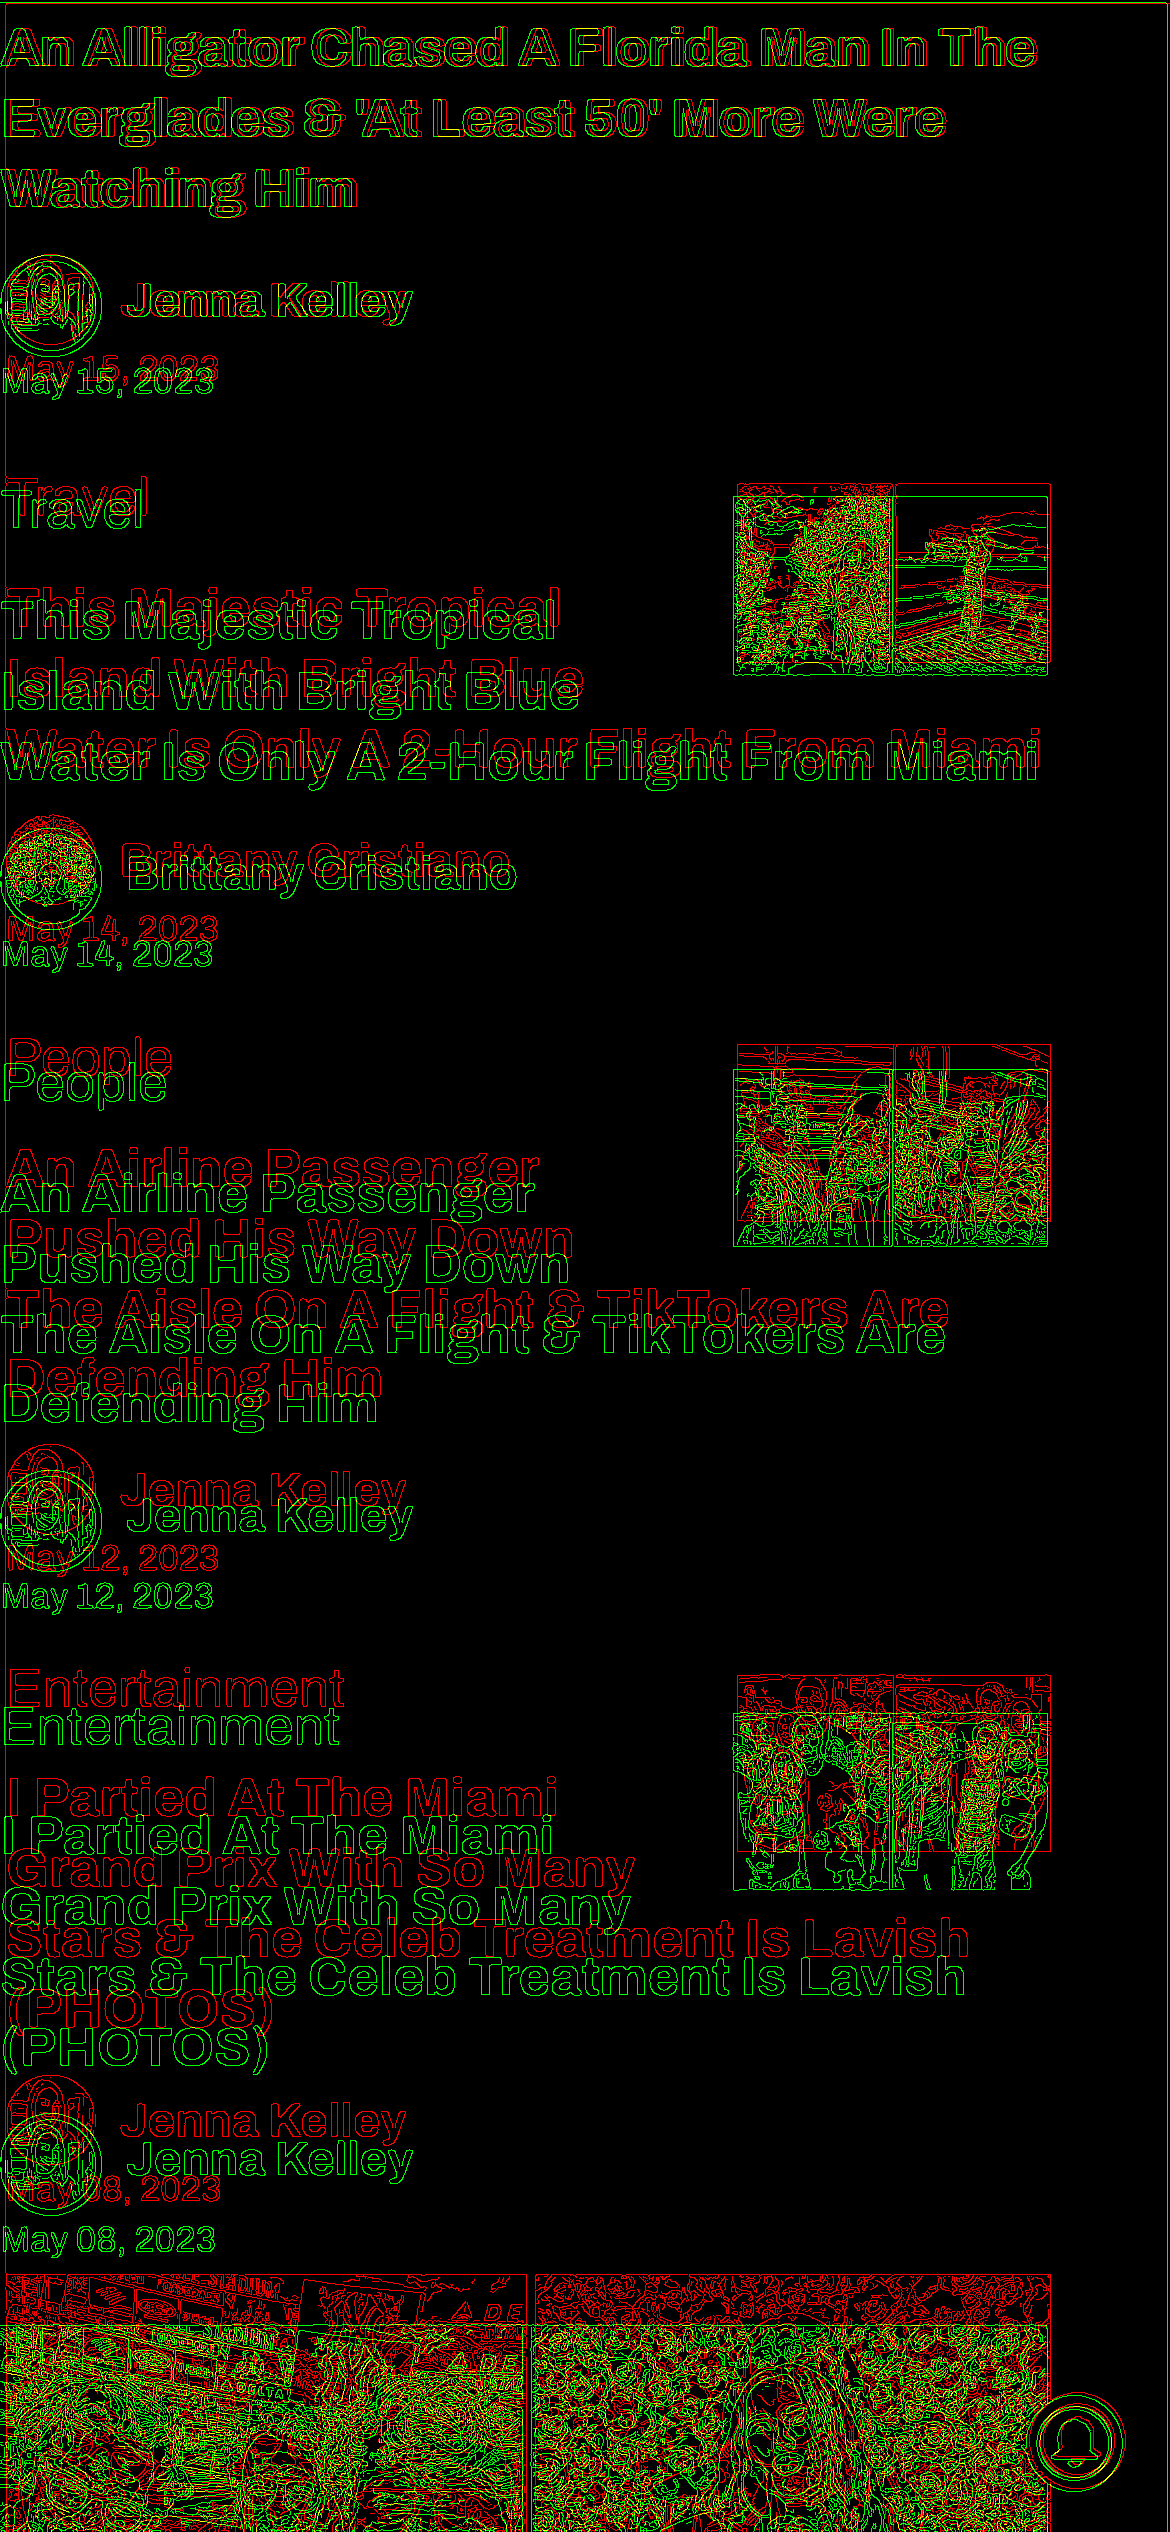 An Alligator Chased A Florida Man In The
Everglades & 'At Least 50' More Were
Watching Him
Jenna Kelley
May 15, 2023
Travel
This Majestic Tropical
Island With Bright Blue
Water Is Only A 2-Hour Flight From Miami
Brittany Cristiano
May 14, 2023
People
An Airline Passenger
Pushed His Way Down
The Aisle On A Flight & TikTokers Are
Defending Him
Jenna Kelley
May 12, 2023
Entertainment
I Partied At The Miami
Grand Prix With So Many
Stars & The Celeb Treatment Is Lavish
(PHOTOS)
Jenna Kelley
May 08, 2023